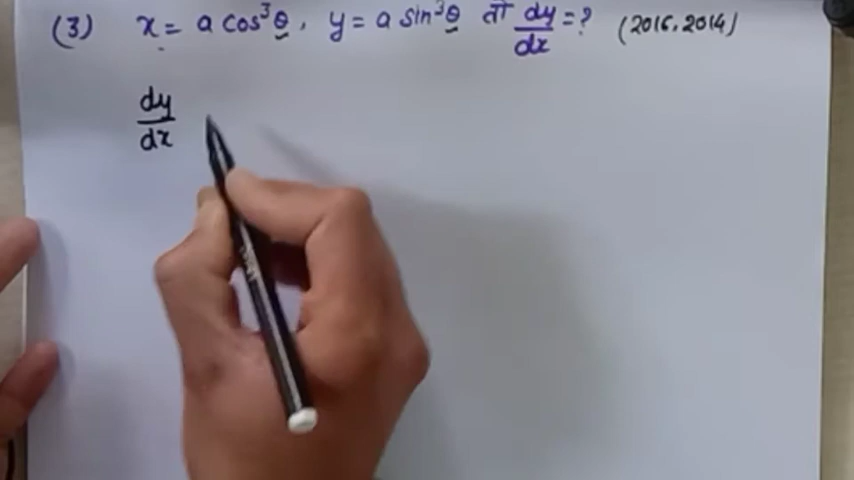 (3) x = a cos³θ, y = a sin³θ तो dy/dx = ? (2016, 2014)
dy/dx